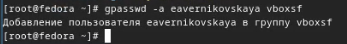 [root@fedora ~]# gpasswd -a eavernikovskaya vboxsf
Добавление пользователя eavernikovskaya в группу vboxsf
[root@fedora ~]#